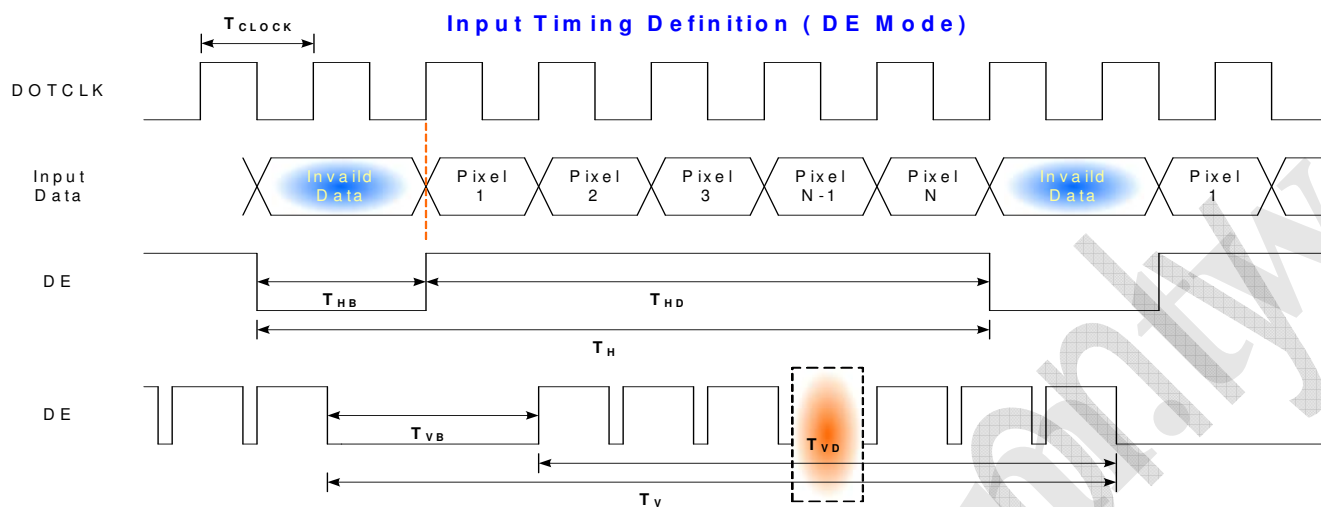 Input Timing Definition ( DE Mode)
TCLOCK
DOTCLK
Input
Data
Invaild
Data
Pixel
1
Pixel
2
Pixel
3
Pixel
N-1
Pixel
N
Invaild
Data
Pixel
1
DE
THB
THD
TH
DE
TVB
TVD
TV